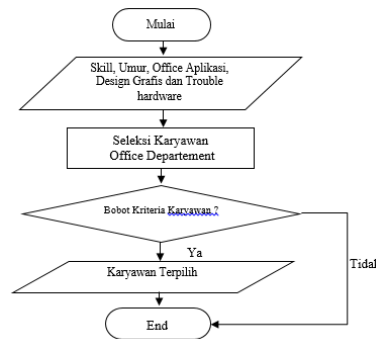 Mulai
Skill, Umur, Office Aplikasi,
Design Grafis dan Trouble
hardware
Seleksi Karyawan
Office Departement
Bobot Kriteria Karyawan ?
Ya
Tidal
Karyawan Terpilih
End